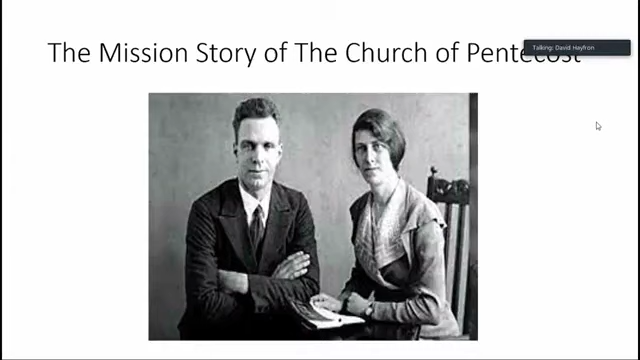 The Mission Story of The Church of Pentecost
Talking: David Hayfron